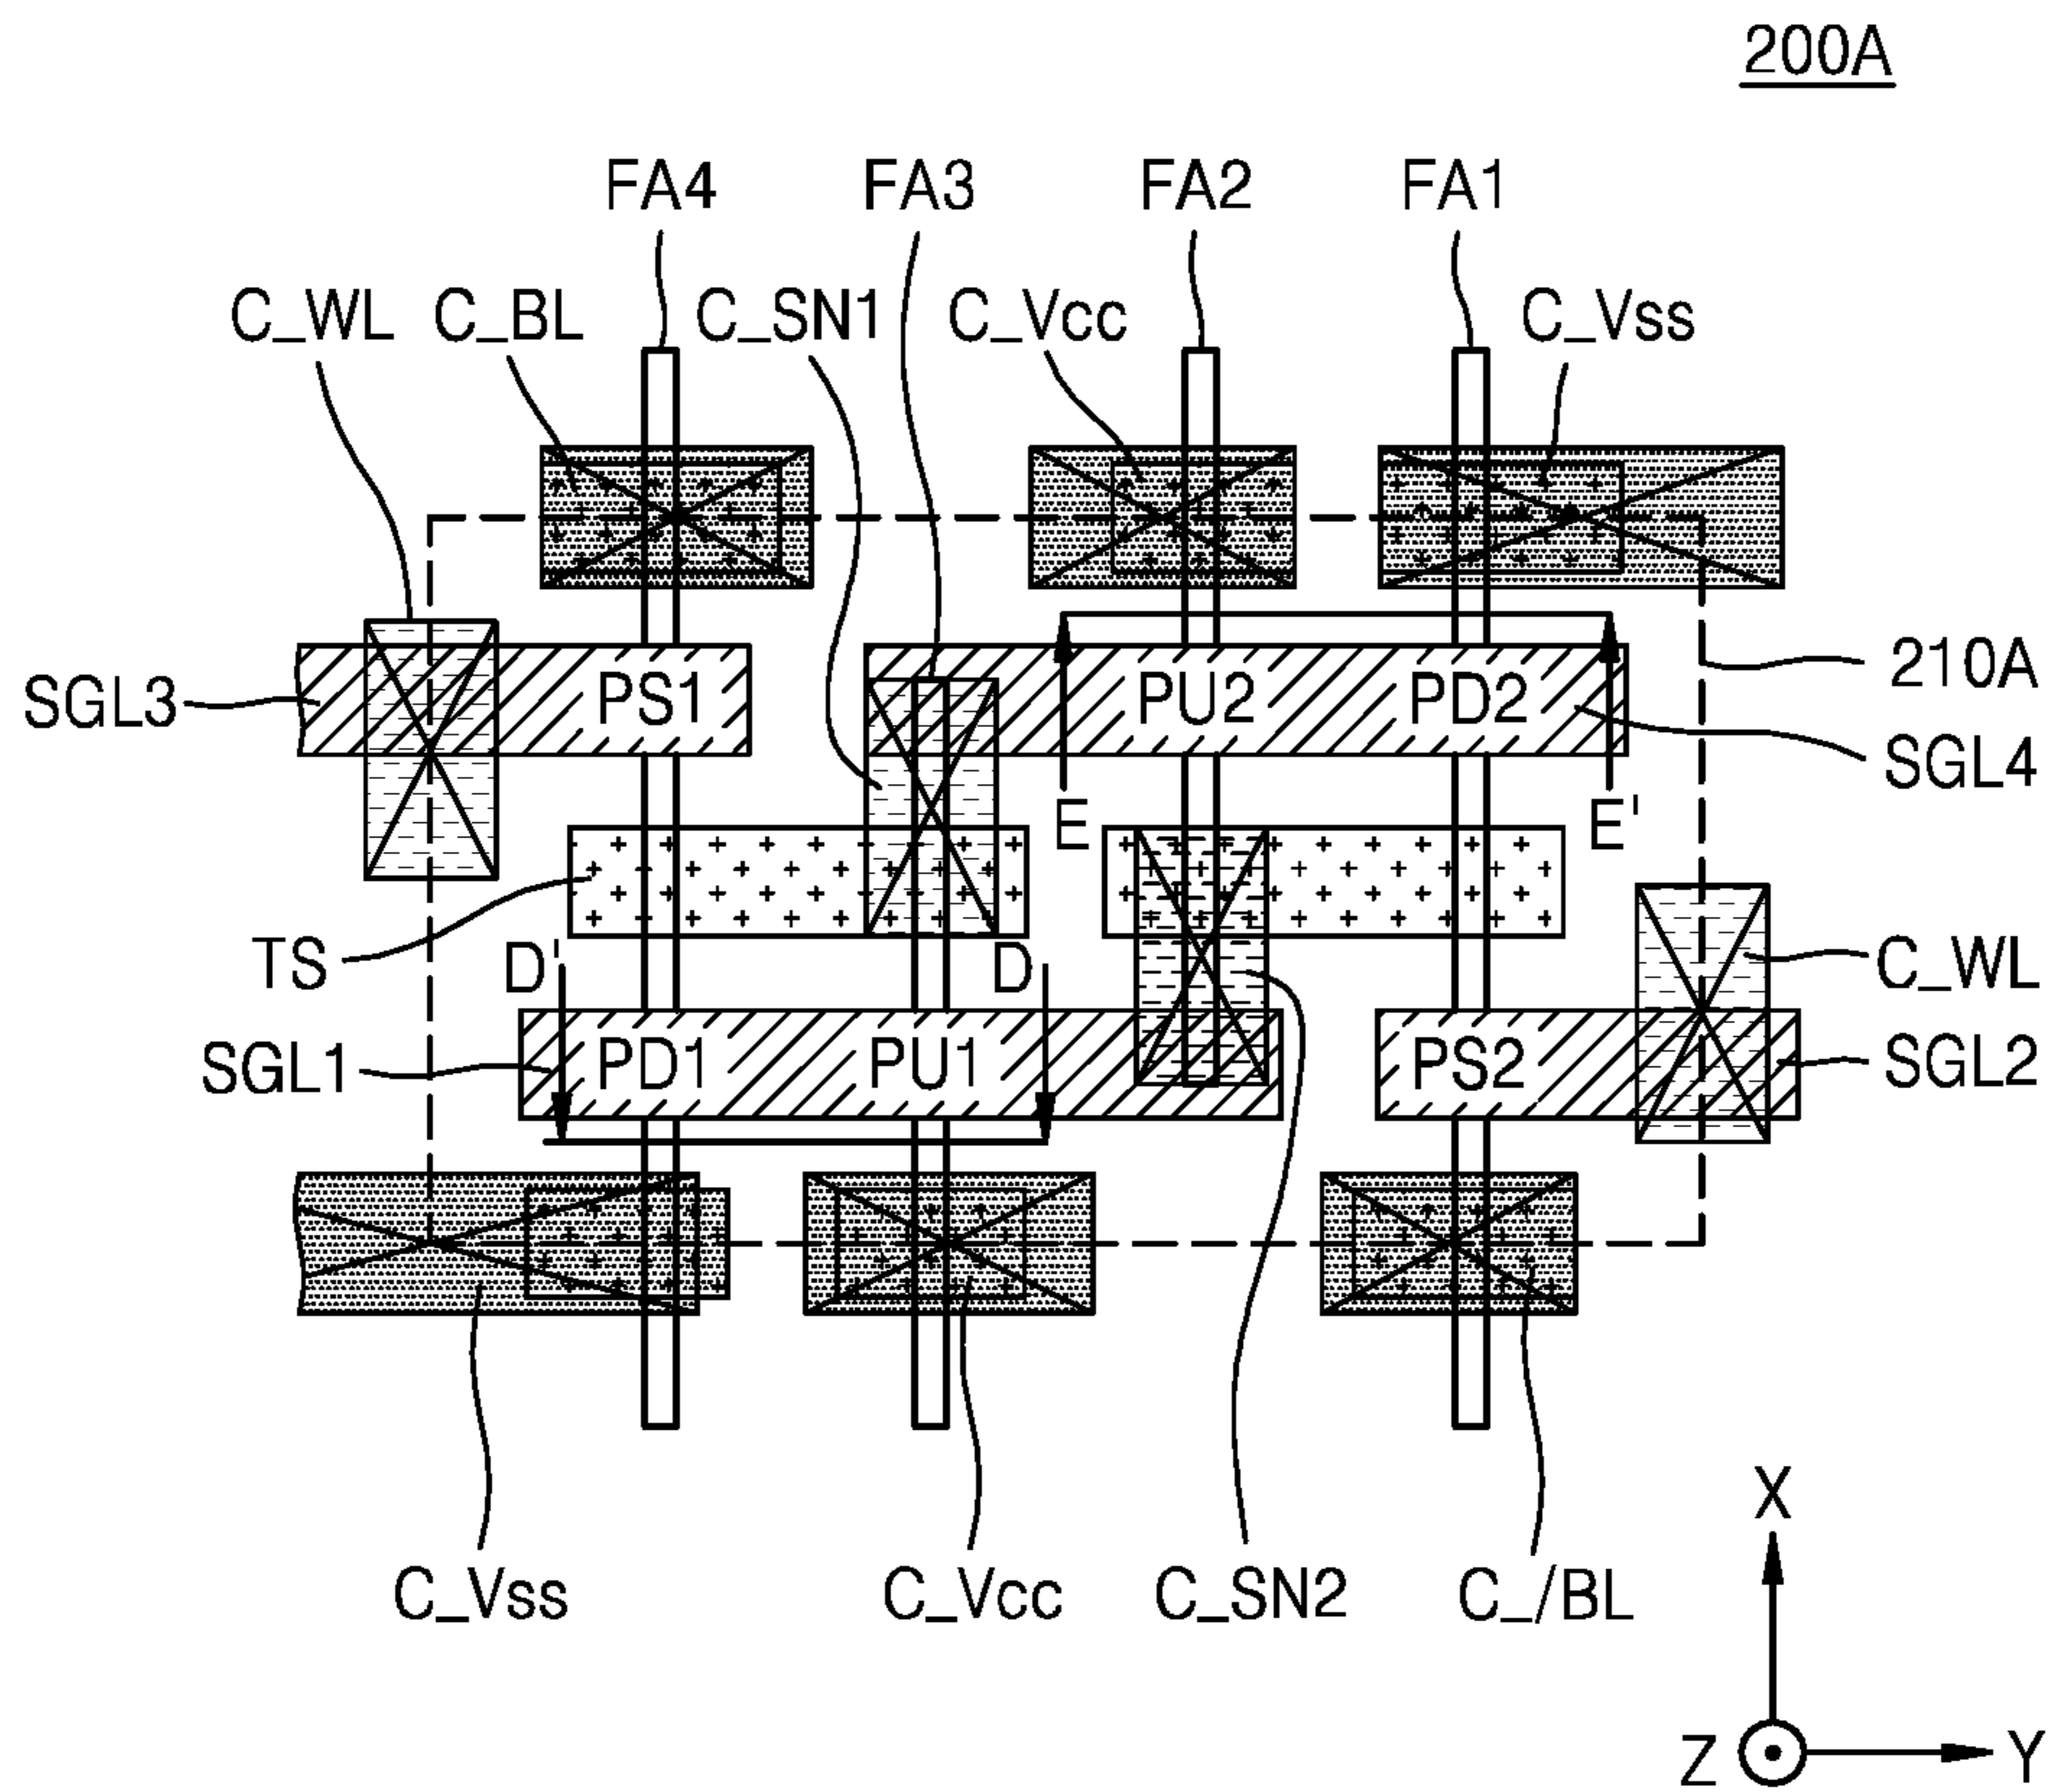 200A
FA4 FA3 FA2 FA1
C_WL C_BL C_SN1 C_Vcc C_Vss
210A
SGL3 PS1 PU2 PD2
SGL4
E E'
TS D' D C_WL
SGL1 PD1 PU1 PS2 SGL2
C_Vss C_Vcc C_SN2 C_/BL
X
Z Y